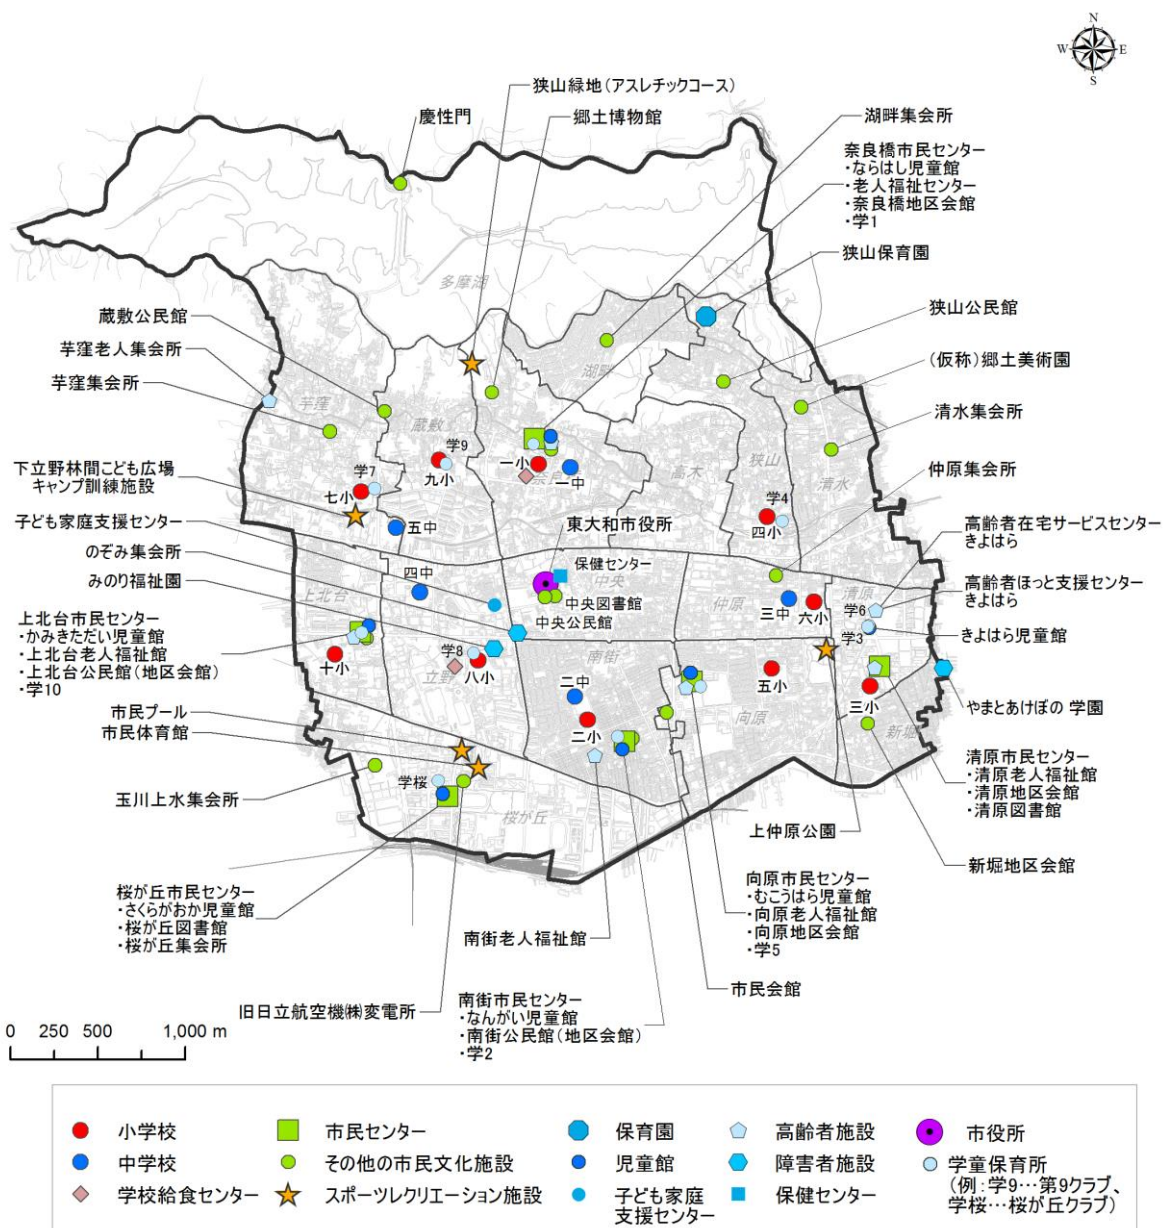 N
W E
S
狭山緑地(アスレチックコース)
慶性門
郷土博物館
湖畔集会所
奈良橋市民センター
・ならはし児童館
・老人福祉センター
・奈良橋地区会館
・学1
狭山保育園
多摩湖
蔵敷公民館
狭山公民館
芋窪老人集会所
(仮称)郷土美術園
芋窪集会所
湖畔
清水集会所
芋窪
蔵敷
仲原集会所
下立野林間こども広場
キャンプ訓練施設
学9
九小
一小
一中
高木
狭山
清水
学7
七小
学4
四小
子ども家庭支援センター
五中
東大和市役所
高齢者在宅サービスセンター
きよはら
のぞみ集会所
保健センター
中央
みのり福祉園
四中
高齢者ほっと支援センター
きよはら
上北台
中央図書館
中央公民館
仲原
三中
六小
清原
学6
学3
きよはら児童館
上北台市民センター
・かみきただい児童館
・上北台老人福祉館
・上北台公民館(地区会館)
・学10
十小
学8
八小
立野
南街
二中
五小
三小
向原
やまとあけぼの 学園
市民プール
市民体育館
二小
新堀
清原市民センター
・清原老人福祉館
・清原地区会館
・清原図書館
玉川上水集会所
学桜
桜が丘
上仲原公園
新堀地区会館
桜が丘市民センター
・さくらがおか児童館
・桜が丘図書館
・桜が丘集会所
向原市民センター
・むこうはら児童館
・向原老人福祉館
・向原地区会館
・学5
南街老人福祉館
市民会館
旧日立航空機㈱変電所
南街市民センター
・なんがい児童館
・南街公民館(地区会館)
・学2
0 250 500 1,000 m
小学校
市民センター
保育園
高齢者施設
市役所
中学校
その他の市民文化施設
児童館
障害者施設
学童保育所
(例:学9…第9クラブ、
学桜…桜が丘クラブ)
学校給食センター
スポーツレクリエーション施設
子ども家庭
支援センター
保健センター